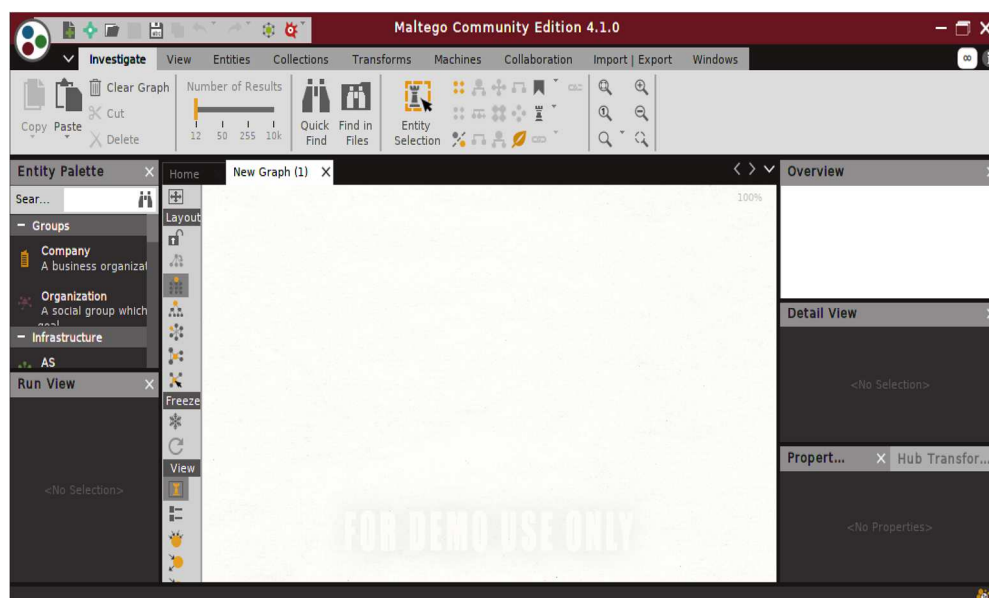 Maltego Community Edition 4.1.0
Investigate View Entities Collections Transforms Machines Collaboration Import | Export Windows
Copy Paste
Clear Graph
Cut
Delete
Number of Results
12 50 255 10k
Quick Find
Find in Files
Entity Selection
Entity Palette
Sear...
Groups
Company
A business organizat
Organization
A social group which
Infrastructure
AS
Run View
<No Selection>
Home New Graph (1)
Layout
Freeze
View
100%
FOR DEMO USE ONLY
Overview
Detail View
<No Selection>
Propert... Hub Transfor...
<No Properties>